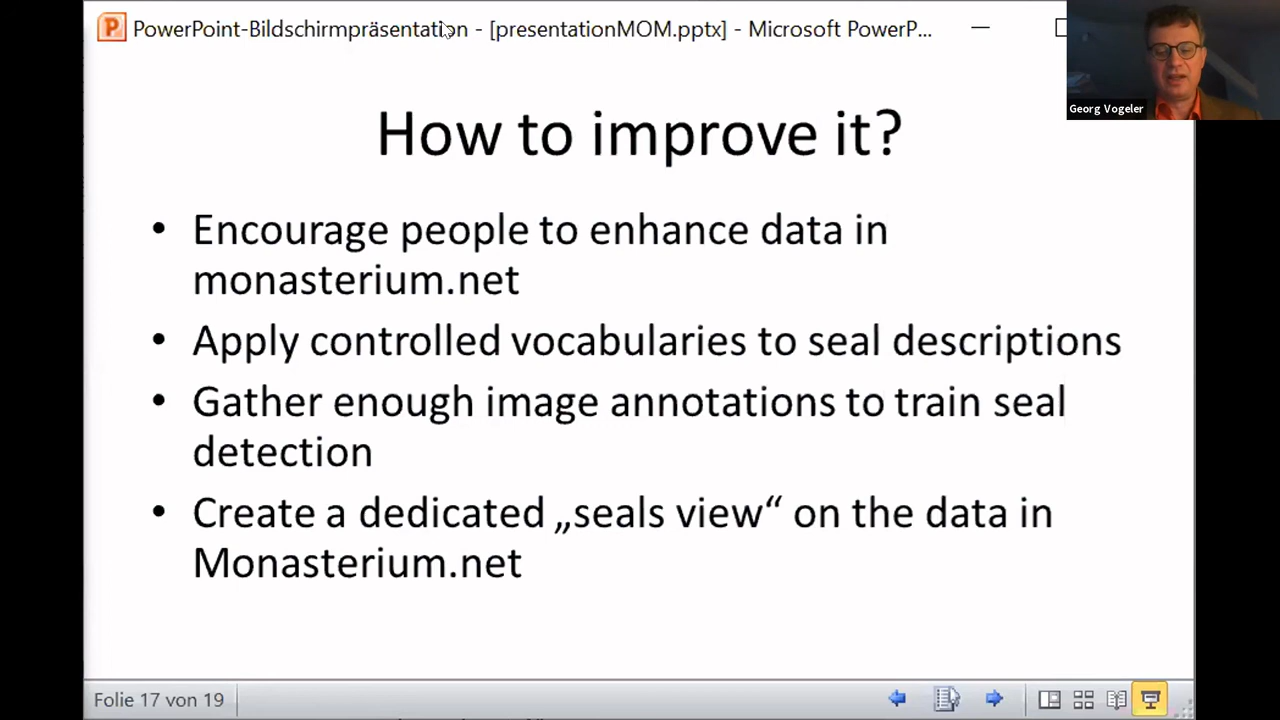 PowerPoint-Bildschirmpräsentation - [presentationMOM.pptx] - Microsoft PowerP...
Georg Vogeler
How to improve it?
• Encourage people to enhance data in
monasterium.net
• Apply controlled vocabularies to seal descriptions
• Gather enough image annotations to train seal
detection
• Create a dedicated „seals view“ on the data in
Monasterium.net
Folie 17 von 19